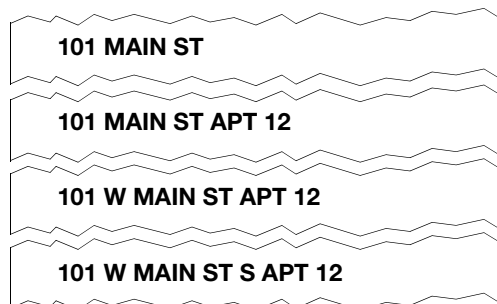 101 MAIN ST
101 MAIN ST APT 12
101 W MAIN ST APT 12
101 W MAIN ST S APT 12